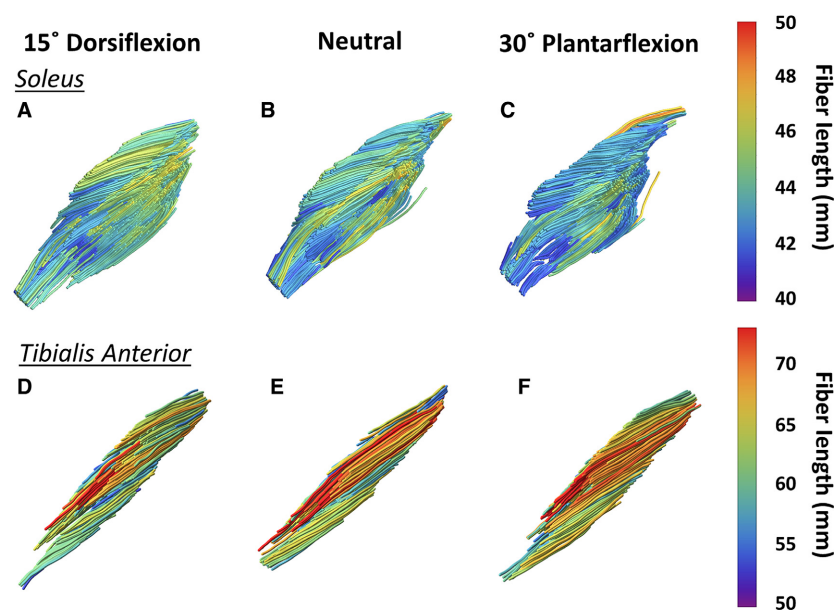 15˚ Dorsiflexion
Neutral
30˚ Plantarflexion
Soleus
A
B
C
50
48
46
44
42
40
Fiber length (mm)
Tibialis Anterior
D
E
F
70
65
60
55
50
Fiber length (mm)